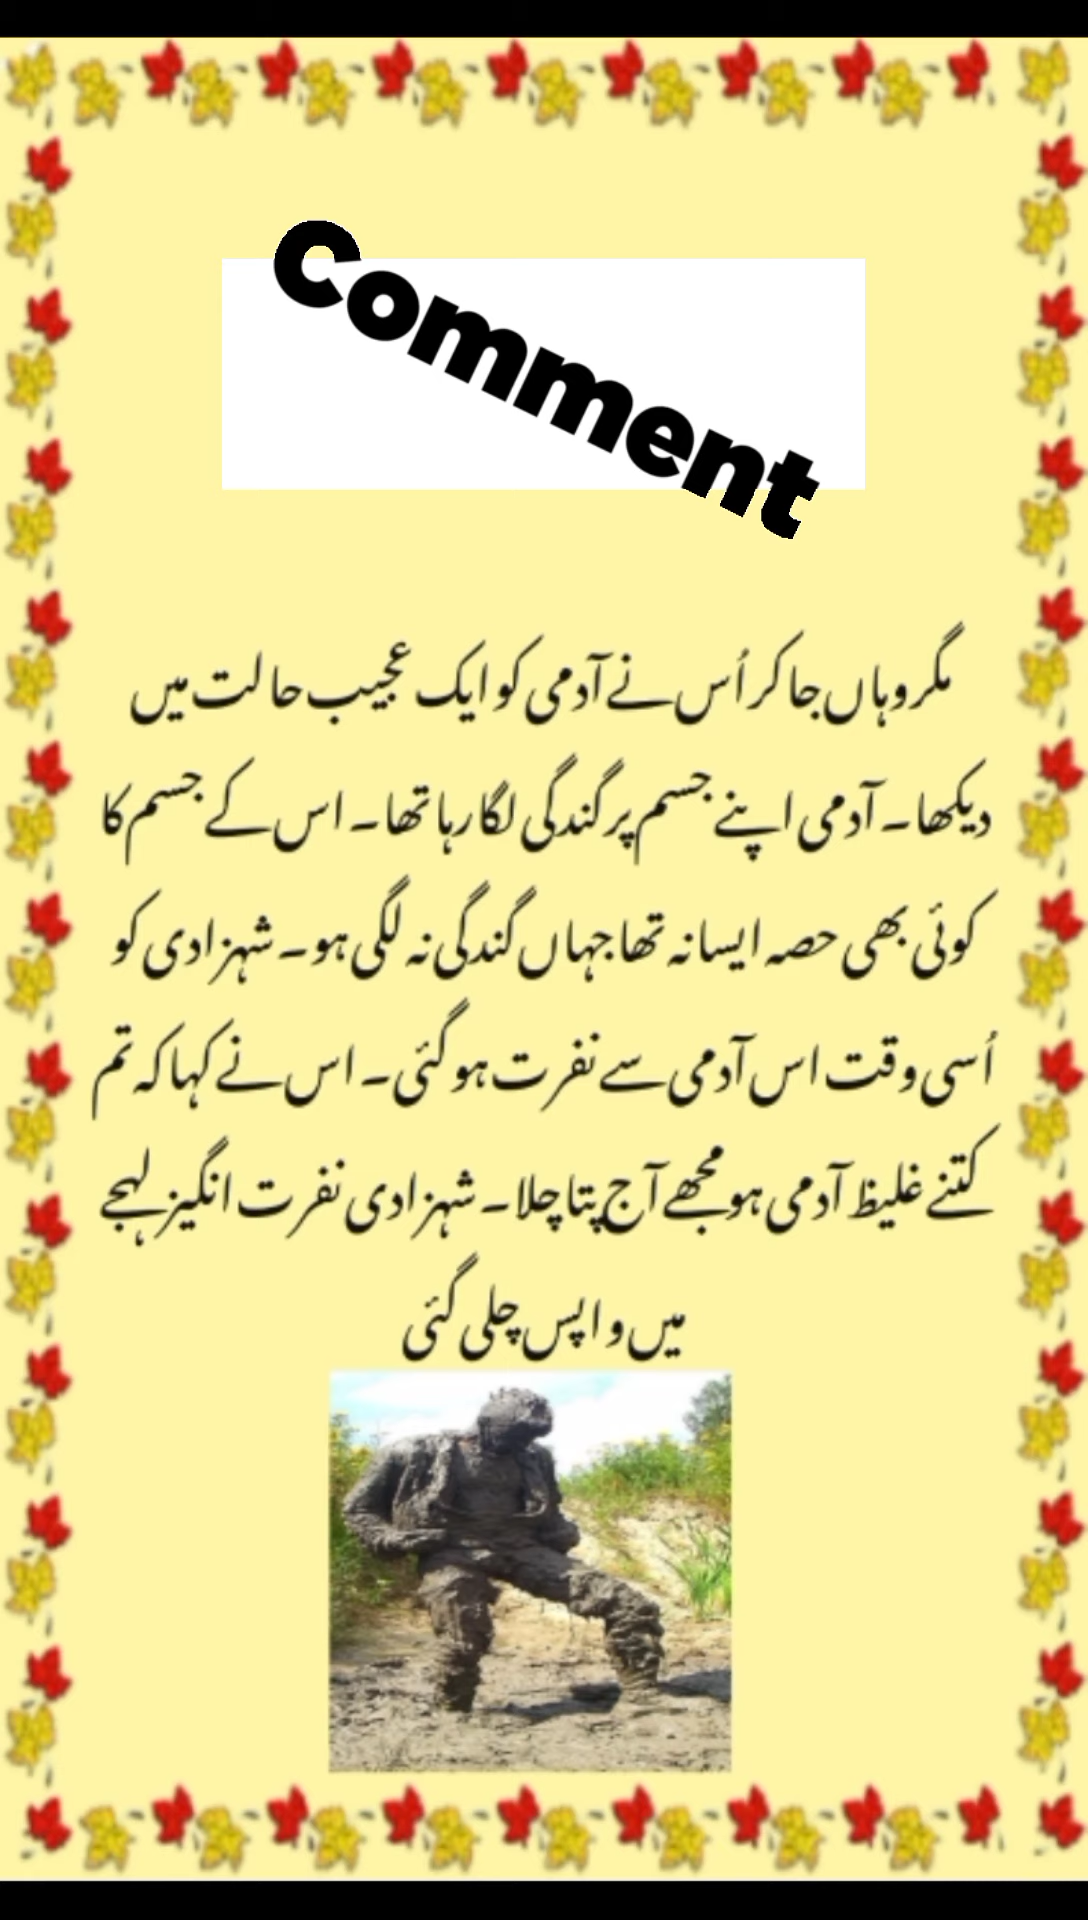 Comment
مگر وہاں جا کر اُس نے آدمی کو ایک عجیب حالت میں
دیکھا۔ آدمی اپنے جسم پر گندگی لگا رہا تھا۔ اس کے جسم کا
کوئی بھی حصہ ایسا نہ تھا جہاں گندگی نہ لگی ہو۔ شہزادی کو
اُسی وقت اس آدمی سے نفرت ہو گئی۔ اس نے کہا کہ تم
کتنے غلیظ آدمی ہو مجھے آج پتا چلا۔ شہزادی نفرت انگیز لہجے
میں واپس چلی گئی